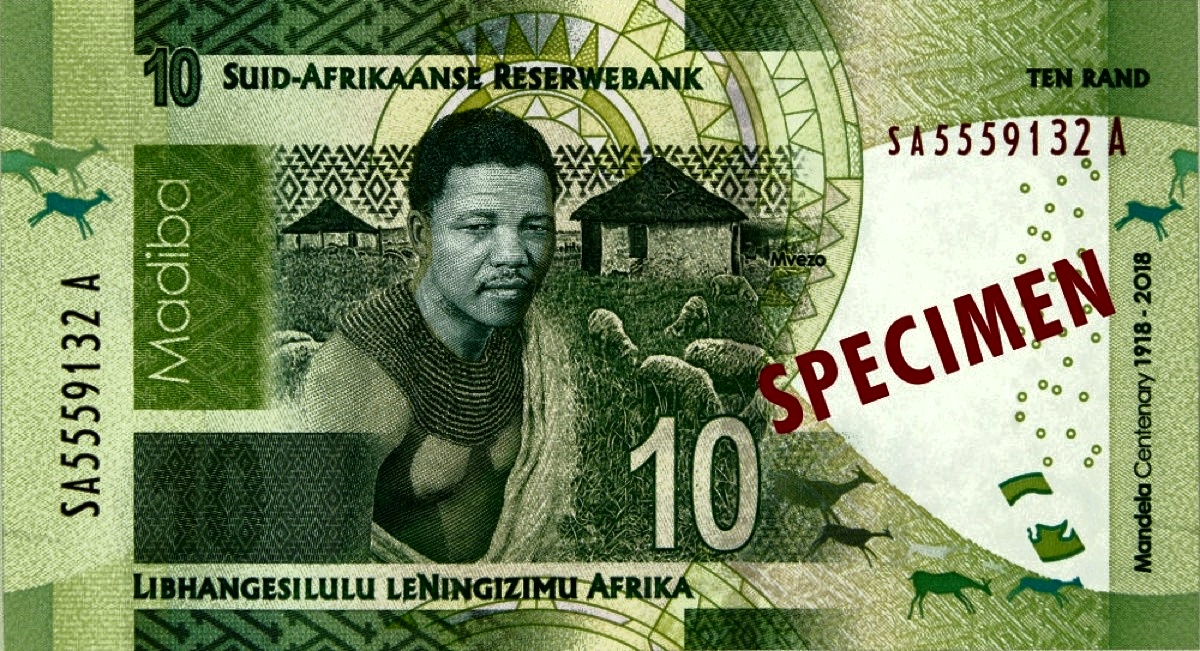 10 SUID-AFRIKAANSE RESERWEBANK
TEN RAND
SA5559132 A
Madiba
Mvezo
SPECIMEN
SA5559132 A
Mandela Centenary 1918 - 2018
10
LIBHANGESILULU LENINGIZIMU AFRIKA